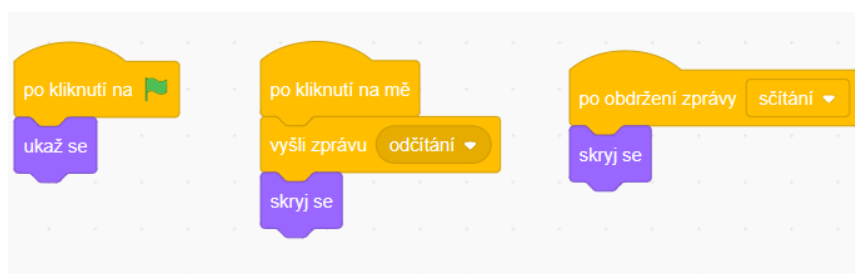 po kliknutí na
ukaž se
po kliknutí na mě
vyšli zprávu odčítání
skryj se
po obdržení zprávy sčítání
skryj se